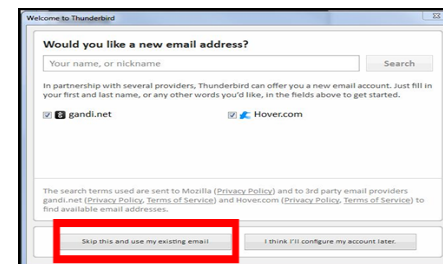 Welcome to Thunderbird
Would you like a new email address?
Your name, or nickname Search
In partnership with several providers, Thunderbird can offer you a new email account. Just fill in
your first and last name, or any other words you'd like, in the fields above to get started.
gandi.net Hover.com
The search terms used are sent to Mozilla (Privacy Policy) and to 3rd party email providers
gandi.net (Privacy Policy, Terms of Service) and Hover.com (Privacy Policy, Terms of Service) to
find available email addresses.
Skip this and use my existing email I think I'll configure my account later.